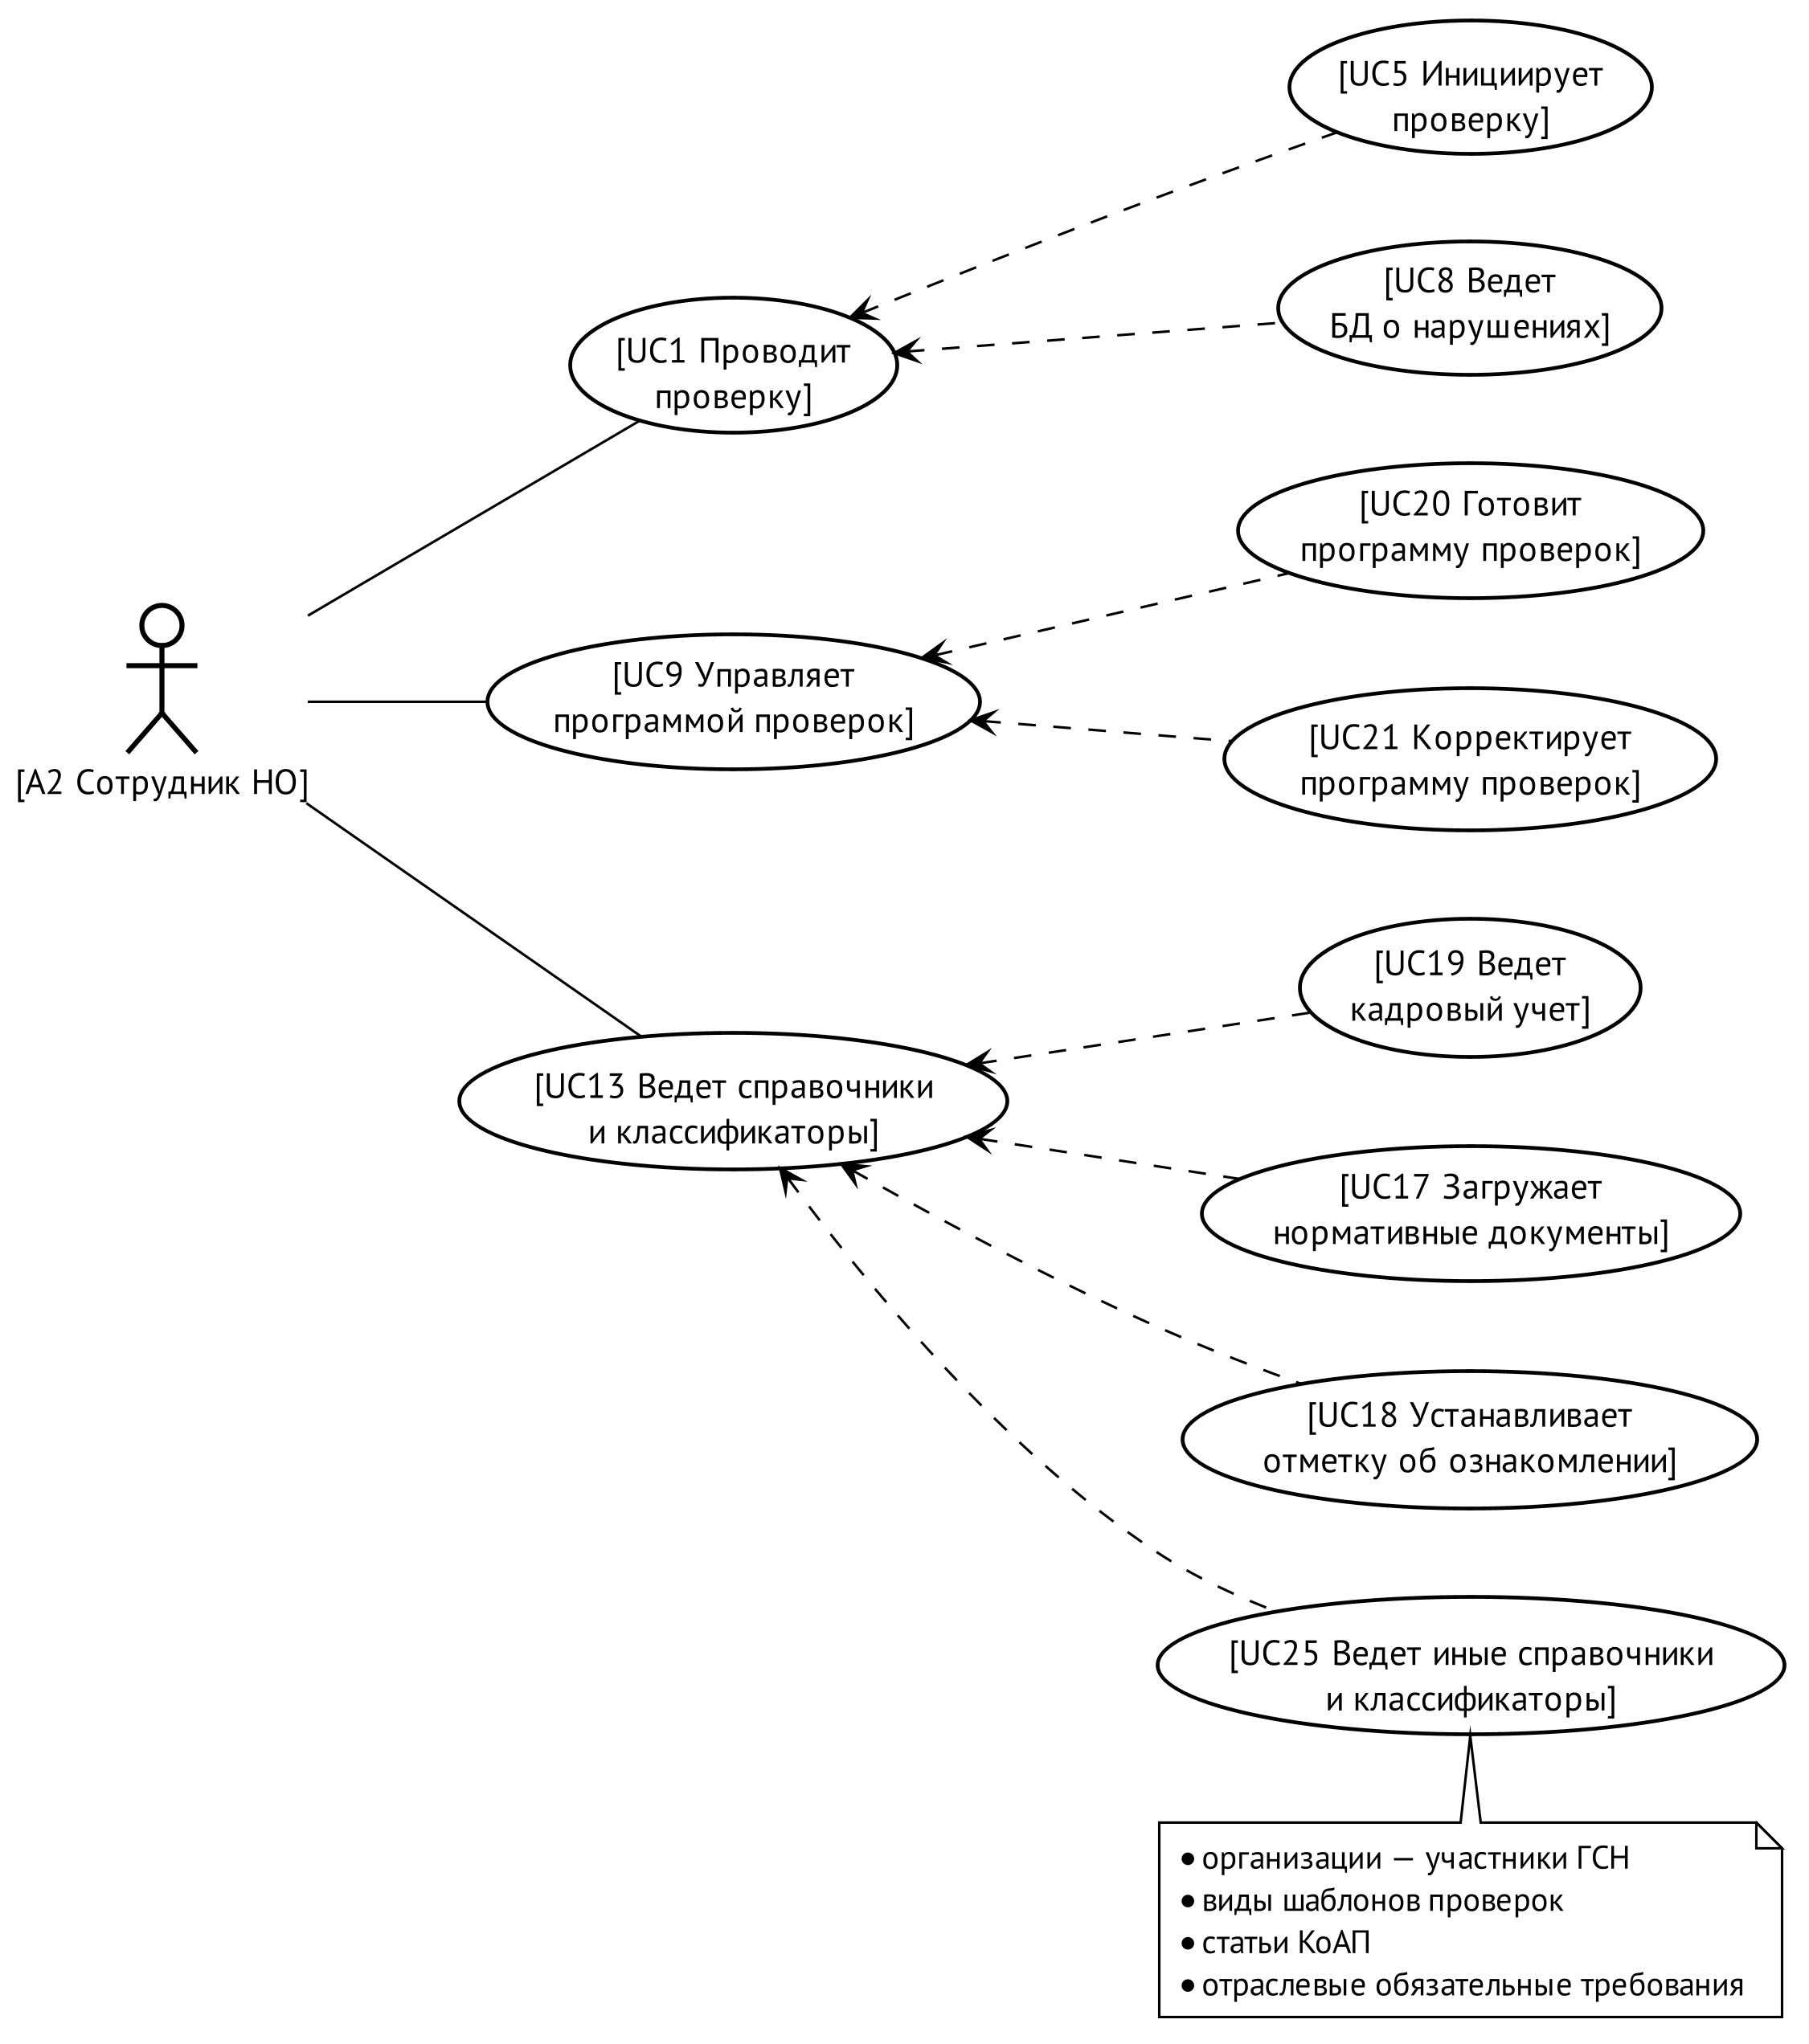 [UC5 Инициирует
проверку]
[UC8 Ведет
БД о нарушениях]
[UC1 Проводит
проверку]
[UC20 Готовит
программу проверок]
[UC9 Управляет
программой проверок]
[UC21 Корректирует
программу проверок]
[A2 Сотрудник НО]
[UC19 Ведет
кадровый учет]
[UC13 Ведет справочники
и классификаторы]
[UC17 Загружает
нормативные документы]
[UC18 Устанавливает
отметку об ознакомлении]
[UC25 Ведет иные справочники
и классификаторы]
• организации — участники ГСН
• виды шаблонов проверок
• статьи КоАП
• отраслевые обязательные требования